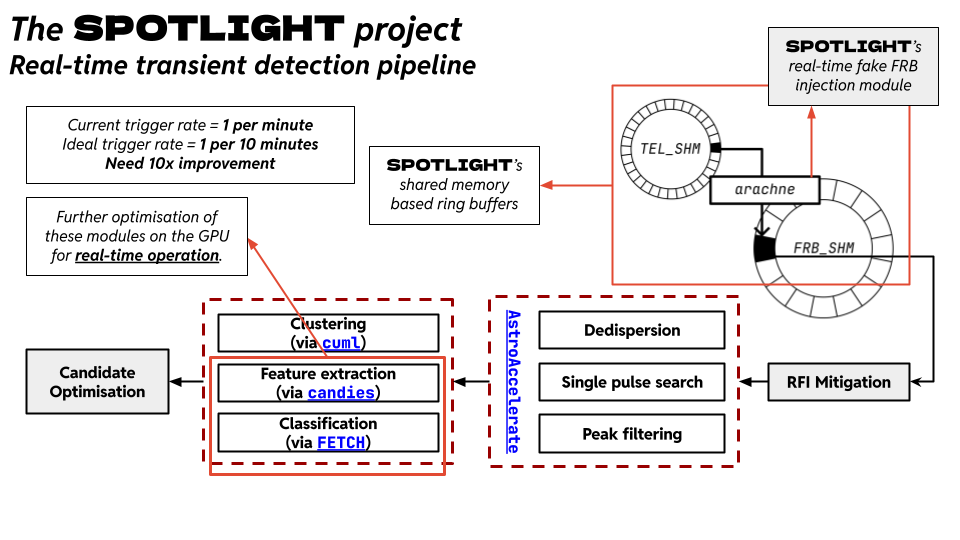 The SPOTLIGHT project
Real-time transient detection pipeline
SPOTLIGHT's
real-time fake FRB
injection module
Current trigger rate = 1 per minute
Ideal trigger rate = 1 per 10 minutes
Need 10x improvement
SPOTLIGHT's
shared memory
based ring buffers
TEL_SHM
arachne
FRB_SHM
Further optimisation of
these modules on the GPU
for real-time operation.
Clustering
(via cuml)
Feature extraction
(via candies)
Classification
(via FETCH)
Candidate
Optimisation
AstroAccelerate
Dedispersion
Single pulse search
Peak filtering
RFI Mitigation